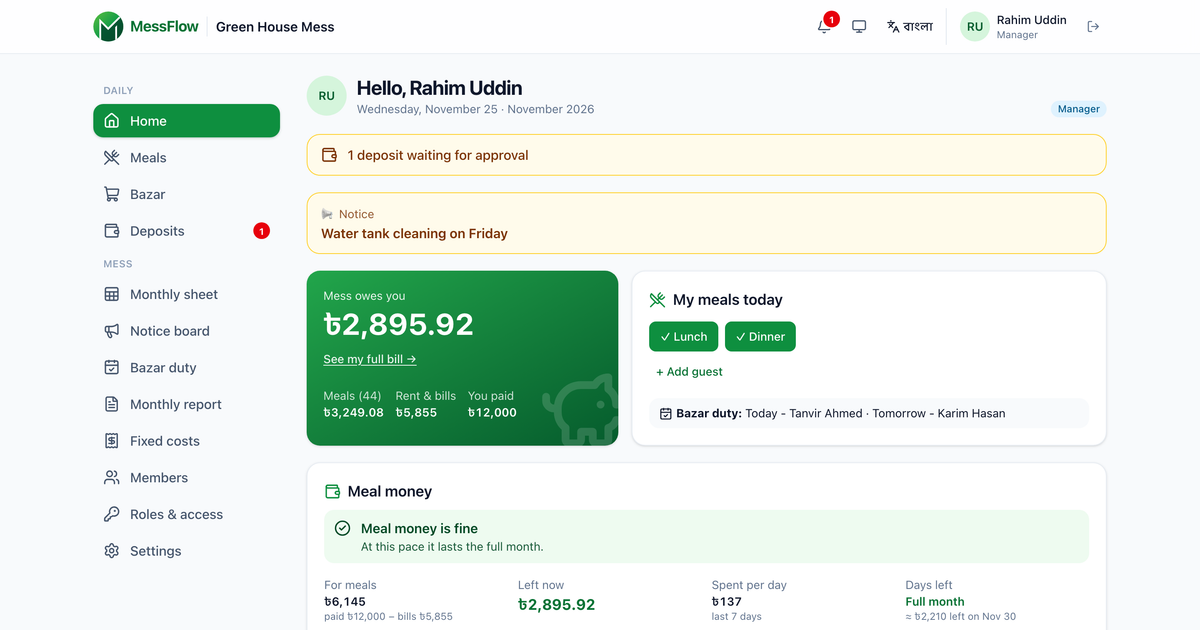 MessFlow Green House Mess
1 বাংলা RU Rahim Uddin
Manager
DAILY
Home
Meals
Bazar
Deposits 1
MESS
Monthly sheet
Notice board
Bazar duty
Monthly report
Fixed costs
Members
Roles & access
Settings
RU Hello, Rahim Uddin
Wednesday, November 25 · November 2026
Manager
1 deposit waiting for approval
Notice
Water tank cleaning on Friday
Mess owes you
৳2,895.92
See my full bill →
Meals (44) Rent & bills You paid
৳3,249.08 ৳5,855 ৳12,000
My meals today
✓ Lunch ✓ Dinner
+ Add guest
Bazar duty: Today - Tanvir Ahmed · Tomorrow - Karim Hasan
Meal money
Meal money is fine
At this pace it lasts the full month.
For meals Left now Spent per day Days left
৳6,145 ৳2,895.92 ৳137 Full month
paid ৳12,000 – bills ৳5,855 last 7 days ≈ ৳2,210 left on Nov 30